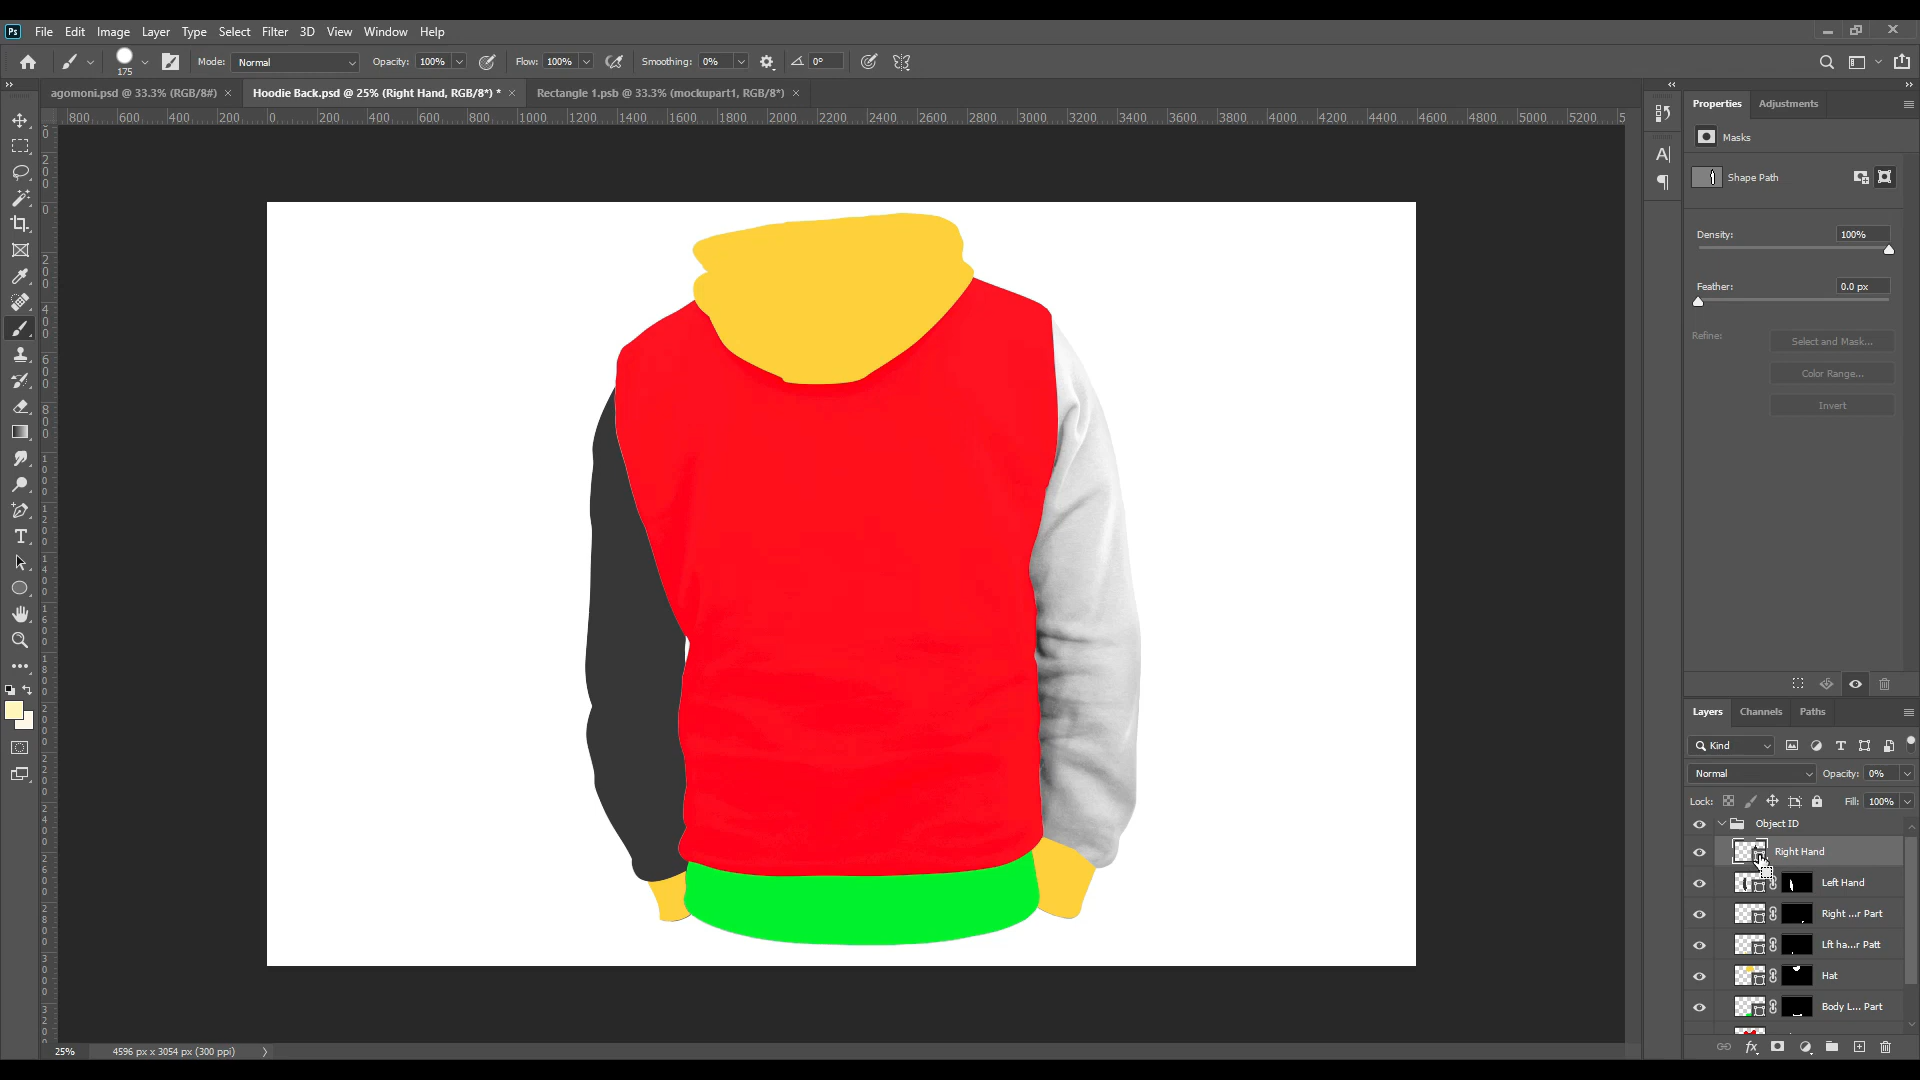 Ps File Edit Image Layer Type Select Filter 3D View Window Help
175 Mode: Normal Opacity: 100% Flow: 100% Smoothing: 0% 0°
agomoni.psd @ 33.3% (RGB/8#) × Hoodie Back.psd @ 25% (Right Hand, RGB/8*) * × Rectangle 1.psb @ 33.3% (mockupart1, RGB/8*) ×
800 600 400 200 0 200 400 600 800 1000 1200 1400 1600 1800 2000 2200 2400 2600 2800 3000 3200 3400 3600 3800 4000 4200 4400 4600 4800 5000 5200 5
Properties Adjustments
Masks
Shape Path
Density: 100%
Feather: 0.0 px
Refine: Select and Mask...
Color Range...
Invert
Layers Channels Paths
Kind
Normal Opacity: 0%
Lock: Fill: 100%
Object ID
Right Hand
Left Hand
Right ...r Part
Lft ha...r Patt
Hat
Body L... Part
25% 4596 px x 3054 px (300 ppi)